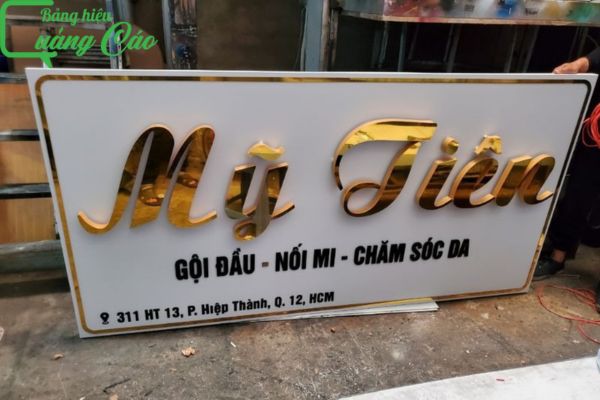 Bảng hiệu
Quảng Cáo
Mỹ Tiên
GỘI ĐẦU - NỐI MI - CHĂM SÓC DA
311 HT 13, P. Hiệp Thành, Q. 12, HCM